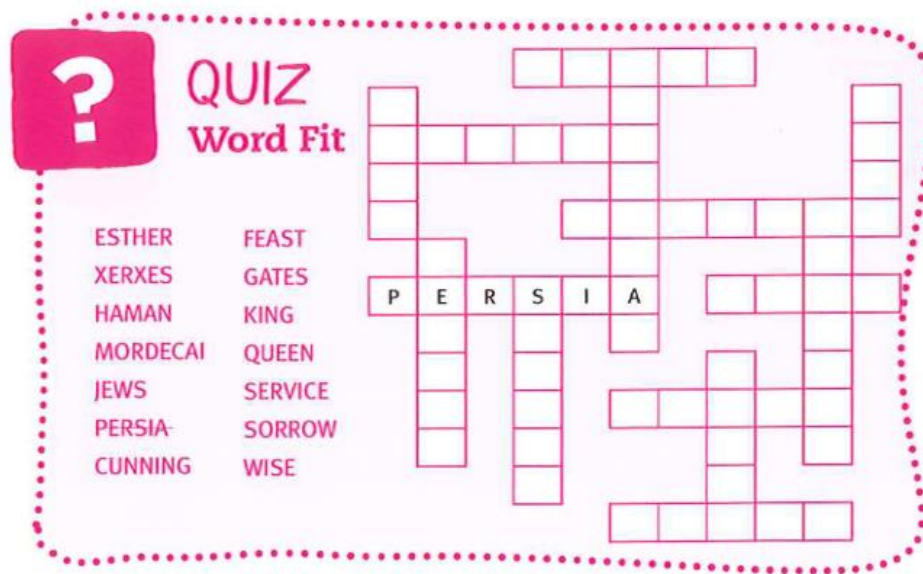 ?
QUIZ
Word Fit
ESTHER
XERXES
HAMAN
MORDECAI
JEWS
PERSIA
CUNNING
FEAST
GATES
KING
QUEEN
SERVICE
SORROW
WISE
P E R S I A